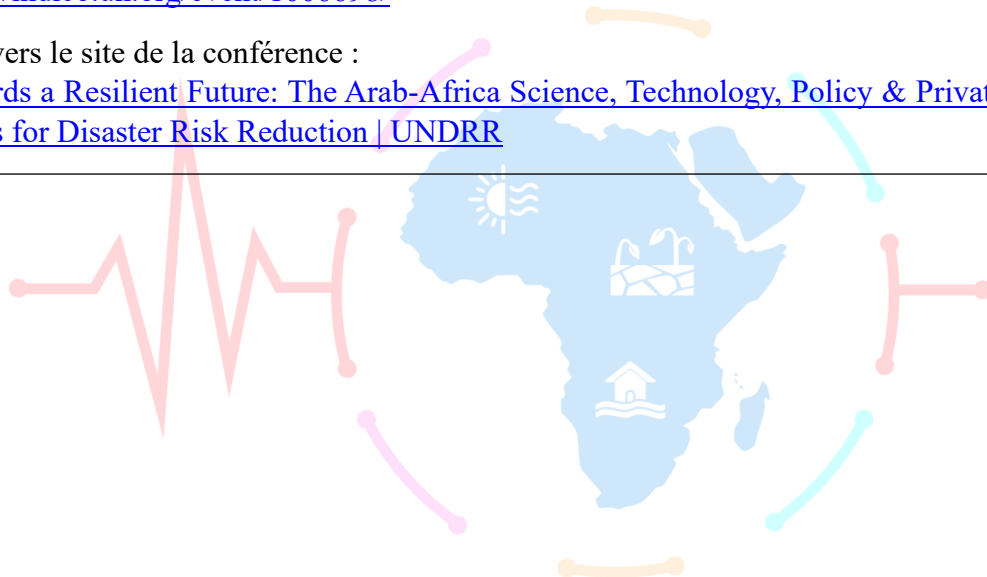 vers le site de la conférence :
rds a Resilient Future: The Arab-Africa Science, Technology, Policy & Privat
s for Disaster Risk Reduction | UNDRR